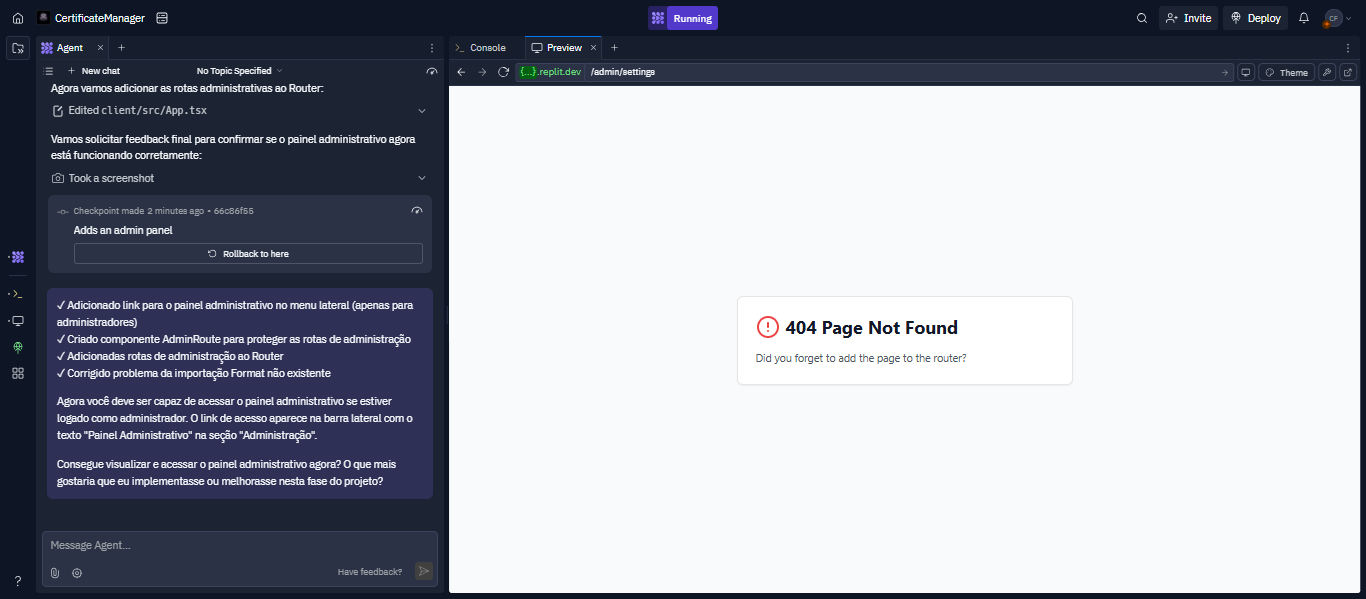 CertificateManager
Running
Invite
Deploy
CF
Agent
Console
Preview
New chat
No Topic Specified
{...}.replit.dev
/admin/settings
Theme
Agora vamos adicionar as rotas administrativas ao Router:
Edited client/src/App.tsx
Vamos solicitar feedback final para confirmar se o painel administrativo agora
está funcionando corretamente:
Took a screenshot
Checkpoint made 2 minutes ago • 66c86f55
Adds an admin panel
Rollback to here
✓ Adicionado link para o painel administrativo no menu lateral (apenas para
administradores)
✓ Criado componente AdminRoute para proteger as rotas de administração
✓ Adicionadas rotas de administração ao Router
✓ Corrigido problema da importação Format não existente
Agora você deve ser capaz de acessar o painel administrativo se estiver
logado como administrador. O link de acesso aparece na barra lateral com o
texto "Painel Administrativo" na seção "Administração".
Consegue visualizar e acessar o painel administrativo agora? O que mais
gostaria que eu implementasse ou melhorasse nesta fase do projeto?
Message Agent...
Have feedback?
404 Page Not Found
Did you forget to add the page to the router?